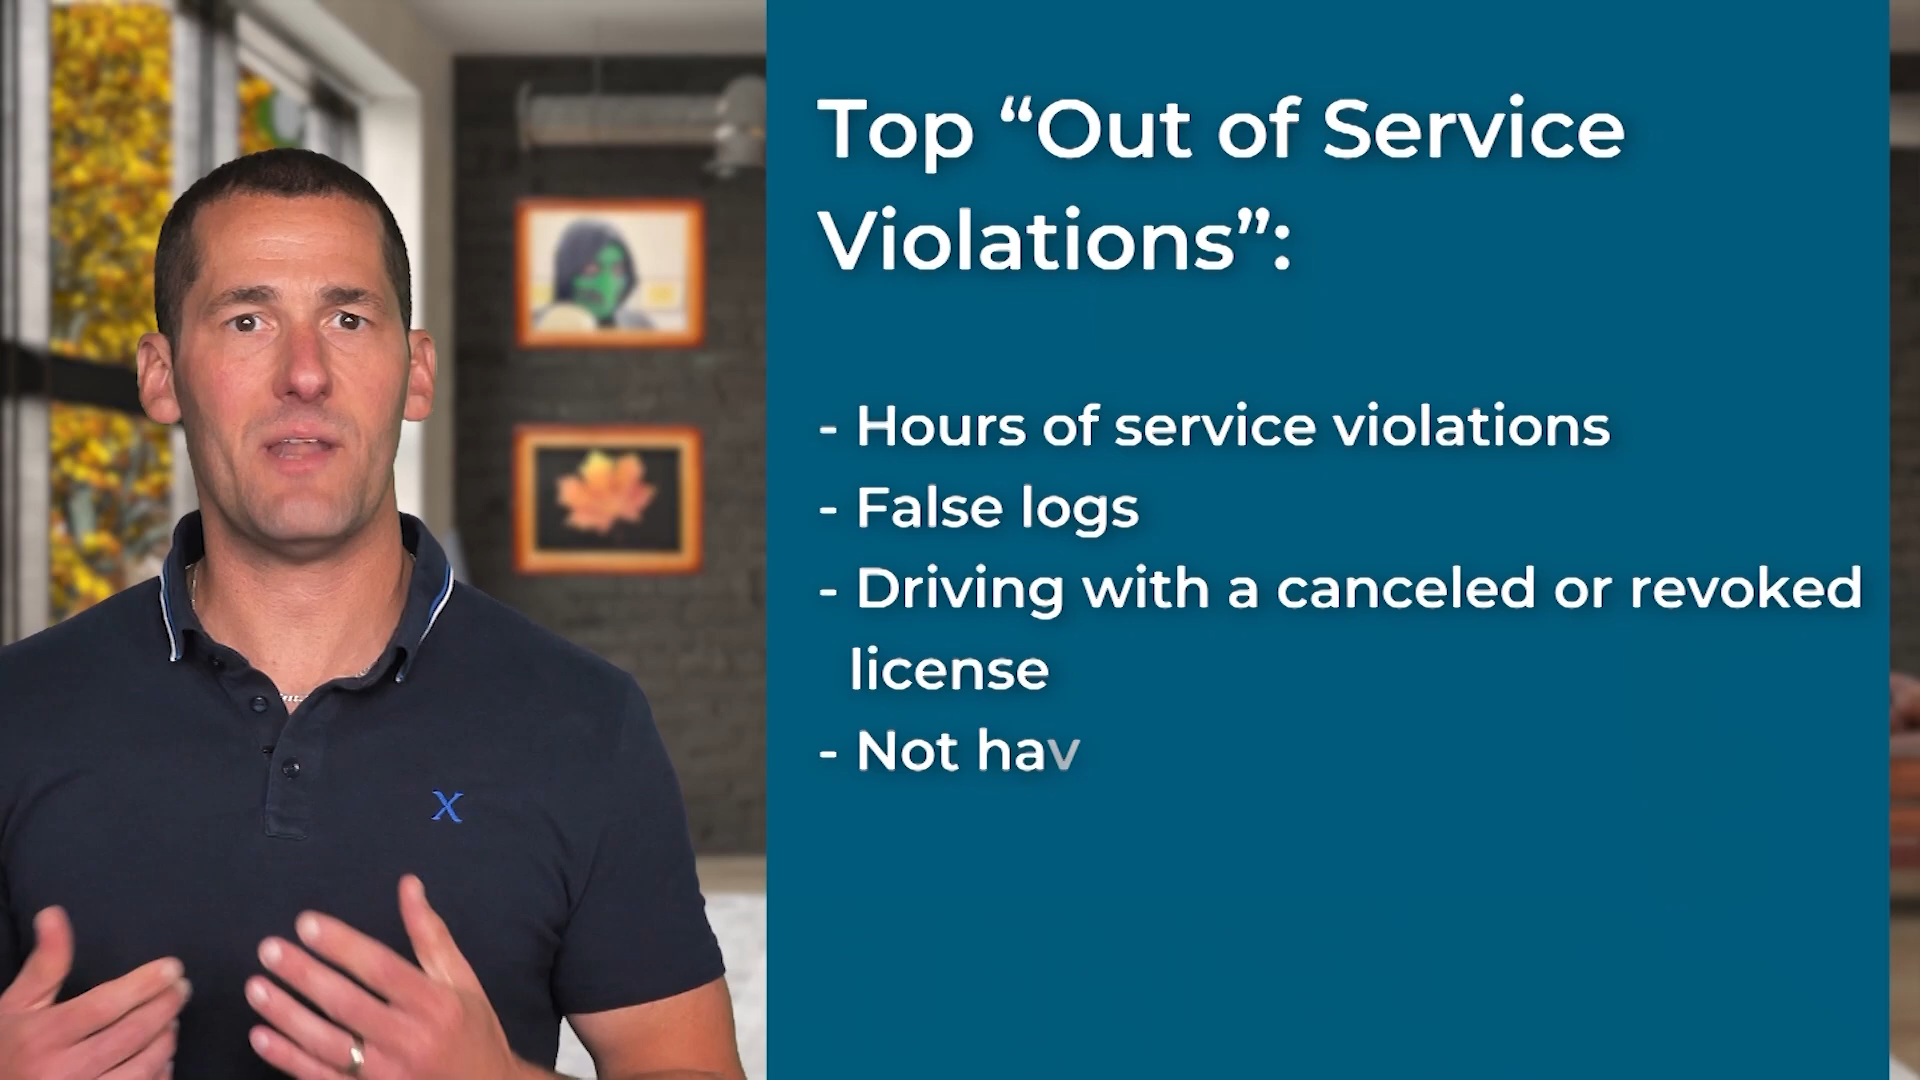 Top “Out of Service
Violations”:
- Hours of service violations
- False logs
- Driving with a canceled or revoked
license
- Not hav
X